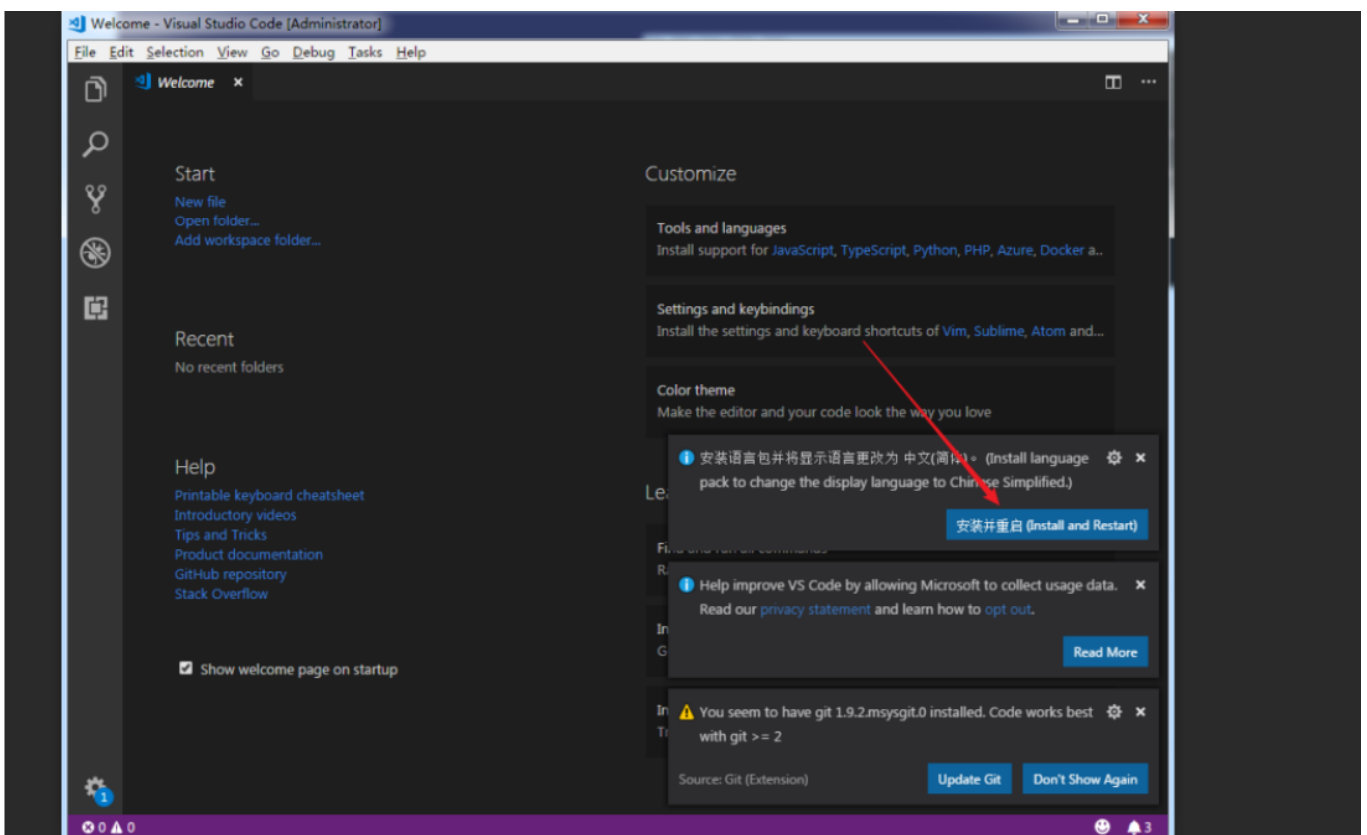 Welcome - Visual Studio Code [Administrator]
File Edit Selection View Go Debug Tasks Help
Welcome
Start
New file
Open folder...
Add workspace folder...
Recent
No recent folders
Help
Printable keyboard cheatsheet
Introductory videos
Tips and Tricks
Product documentation
GitHub repository
Stack Overflow
Show welcome page on startup
Customize
Tools and languages
Install support for JavaScript, TypeScript, Python, PHP, Azure, Docker a..
Settings and keybindings
Install the settings and keyboard shortcuts of Vim, Sublime, Atom and...
Color theme
Make the editor and your code look the way you love
安装语言包并将显示语言更改为 中文(简体)。 (Install language
pack to change the display language to Chinese Simplified.)
安装并重启 (Install and Restart)
Help improve VS Code by allowing Microsoft to collect usage data.
Read our privacy statement and learn how to opt out.
Read More
You seem to have git 1.9.2.msysgit.0 installed. Code works best
with git >= 2
Source: Git (Extension)
Update Git
Don't Show Again
1
0 0
3